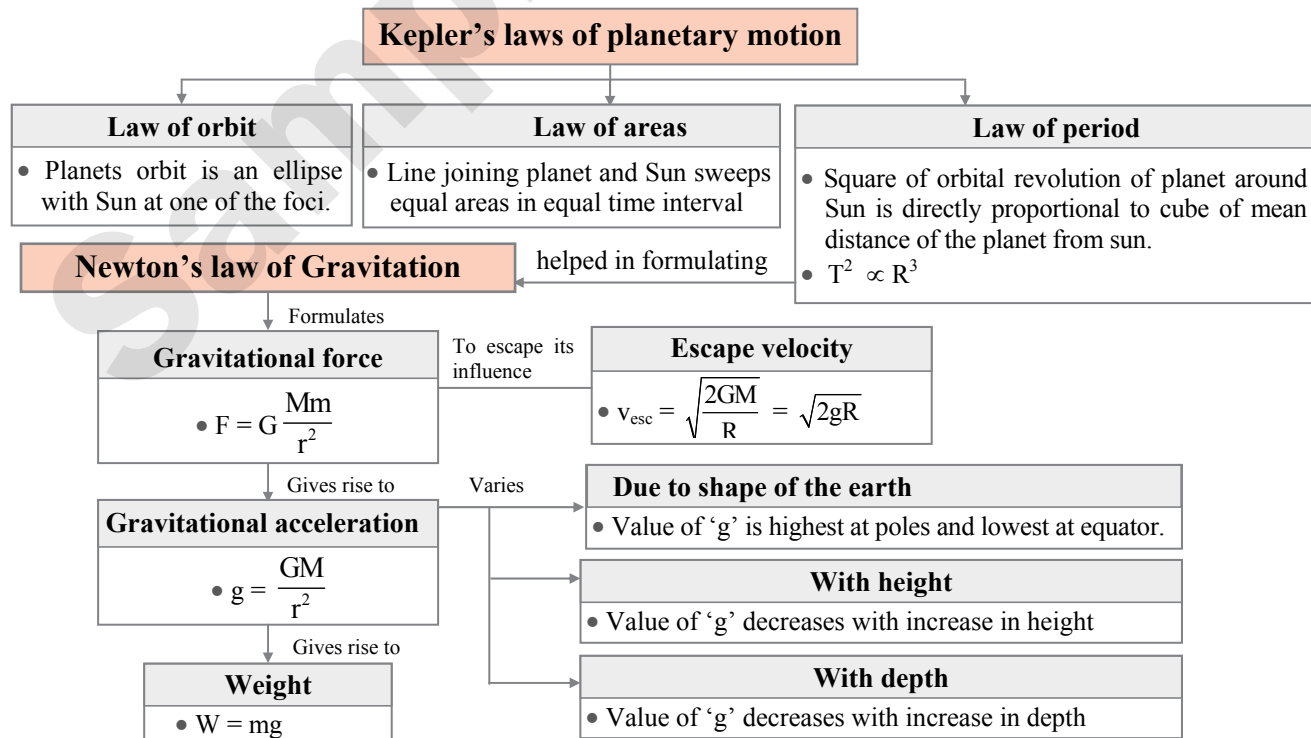 Kepler’s laws of planetary motion
Law of orbit
● Planets orbit is an ellipse
with Sun at one of the foci.
Law of areas
● Line joining planet and Sun sweeps
equal areas in equal time interval
Law of period
● Square of orbital revolution of planet around
Sun is directly proportional to cube of mean
distance of the planet from sun.
● T² ∝ R³
helped in formulating
Newton’s law of Gravitation
Formulates
Gravitational force
● F = G Mm/r²
To escape its
influence
Escape velocity
● v_esc = √(2GM/R) = √(2gR)
Gives rise to
Gravitational acceleration
● g = GM/r²
Varies
Due to shape of the earth
● Value of ‘g’ is highest at poles and lowest at equator.
With height
● Value of ‘g’ decreases with increase in height
With depth
● Value of ‘g’ decreases with increase in depth
Gives rise to
Weight
● W = mg